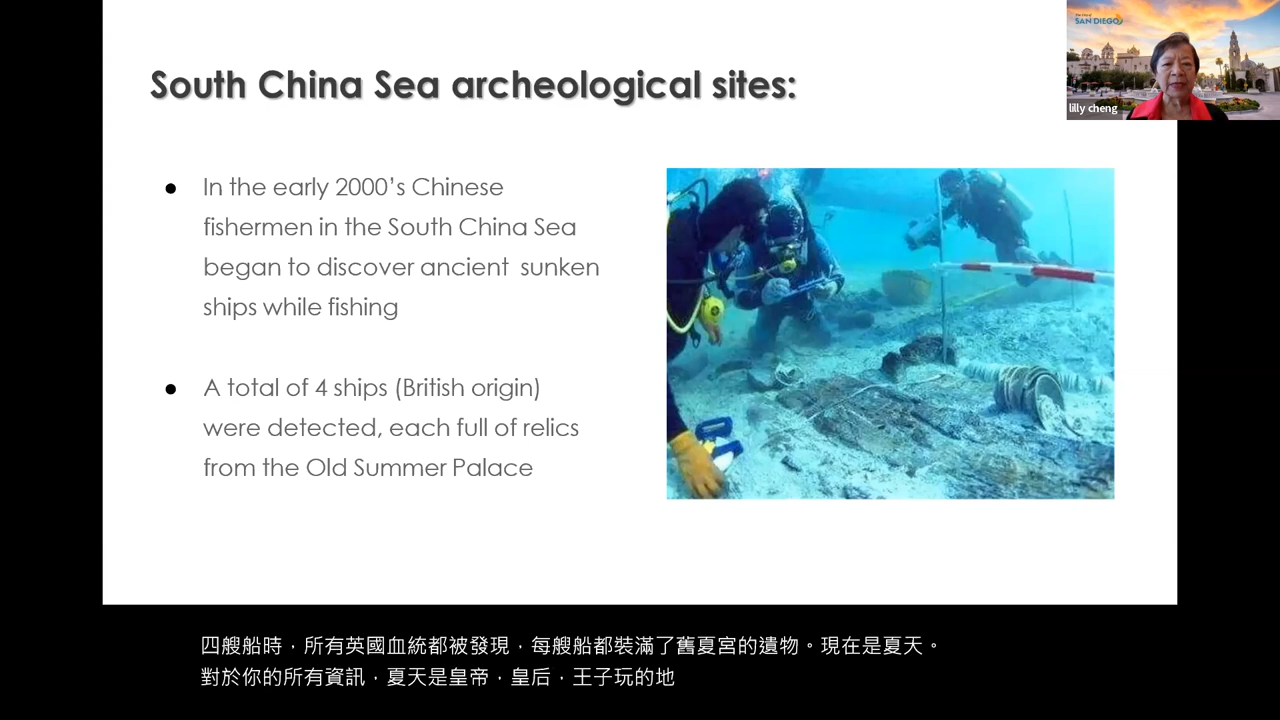 South China Sea archeological sites:
SAN DIEGO
lilly cheng
● In the early 2000's Chinese
fishermen in the South China Sea
began to discover ancient sunken
ships while fishing
● A total of 4 ships (British origin)
were detected, each full of relics
from the Old Summer Palace
四艘船時，所有英國血統都被發現，每艘船都裝滿了舊夏宮的遺物。現在是夏天。
對於你的所有資訊，夏天是皇帝，皇后，王子玩的地